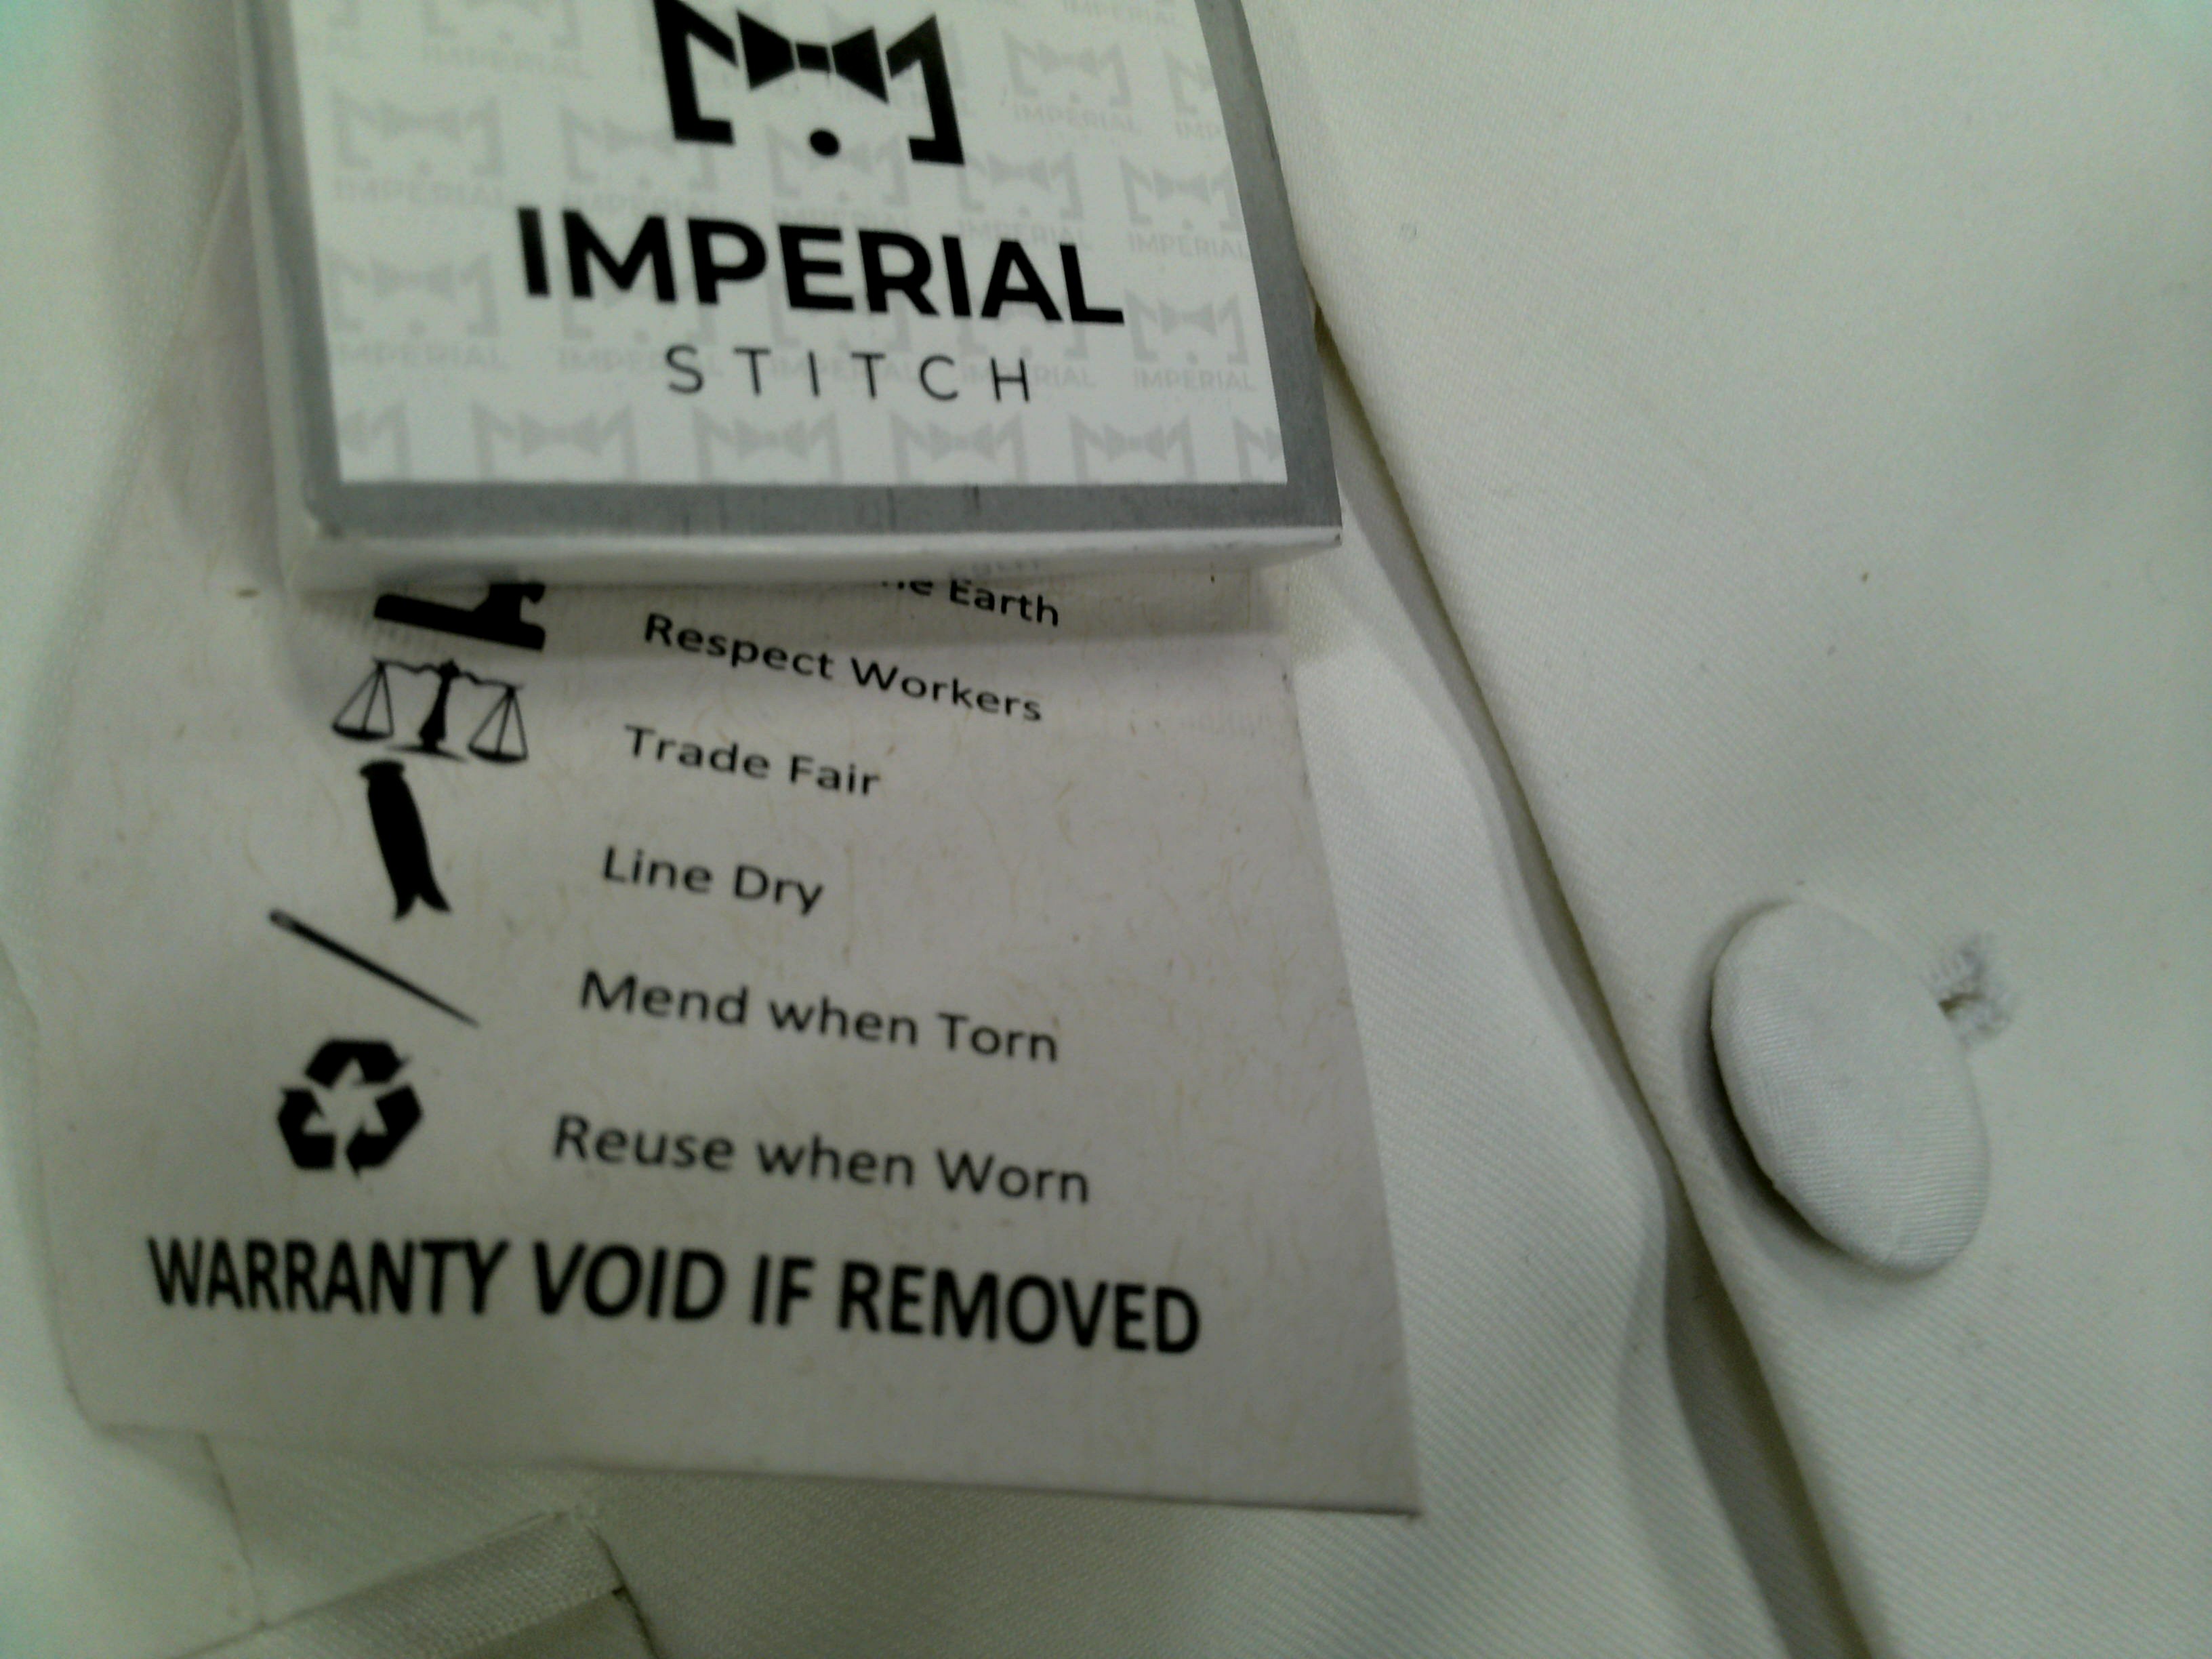 IMPERIAL
STITCH
Earth
Respect Workers
Trade Fair
Line Dry
Mend when Torn
Reuse when Worn
WARRANTY VOID IF REMOVED